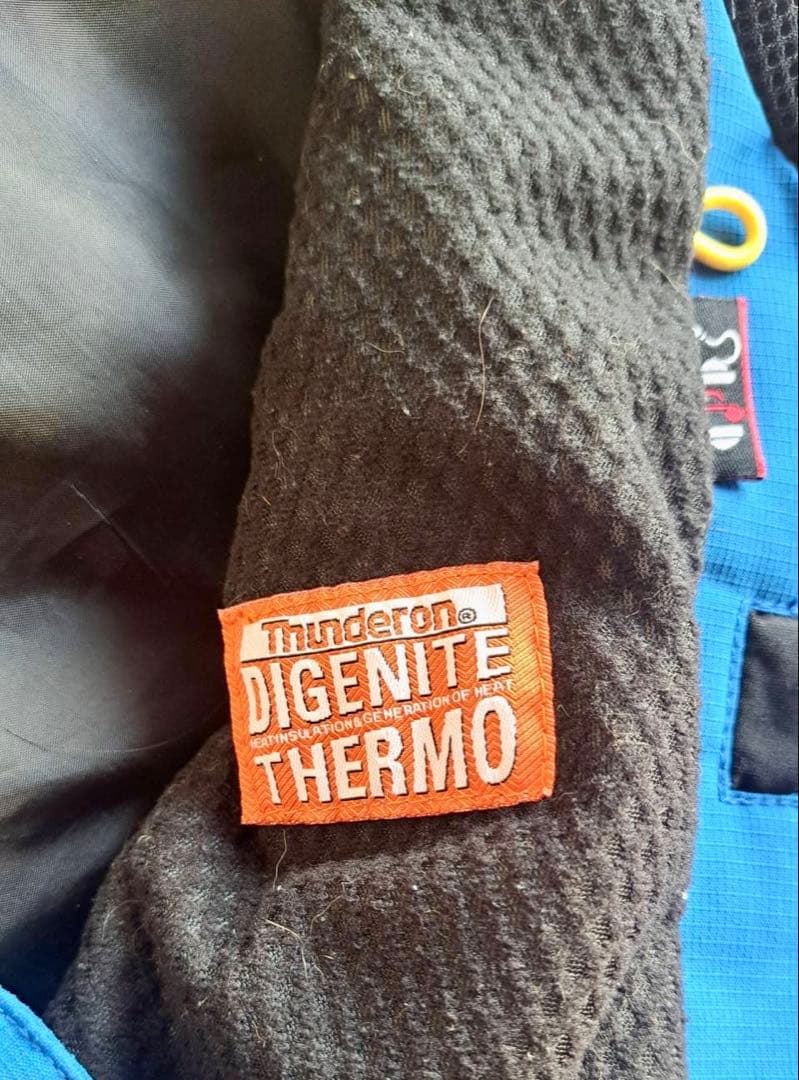 Thunderon®
DIGENITE
HEAT INSULATION & GENERATION OF HEAT
THERMO